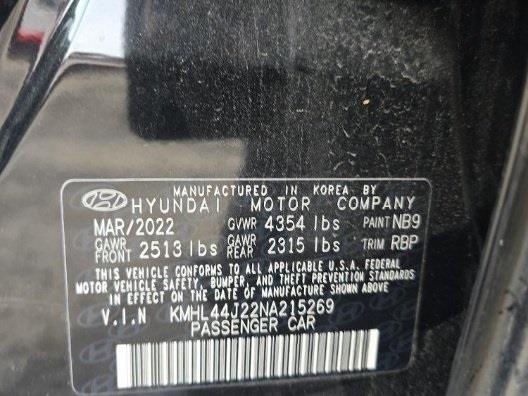 MANUFACTURED IN KOREA BY
HYUNDAI MOTOR COMPANY
MAR/2022 GVWR 4354 lbs PAINT NB9
GAWR FRONT 2513 lbs GAWR REAR 2315 lbs TRIM RBP
THIS VEHICLE CONFORMS TO ALL APPLICABLE U.S.A. FEDERAL
MOTOR VEHICLE SAFETY, BUMPER, AND THEFT STANDARDS
IN EFFECT ON THE DATE OF MANUFACTURE SHOWN ABOVE.
V.I.N KMHL44J22NA215269
PASSENGER CAR